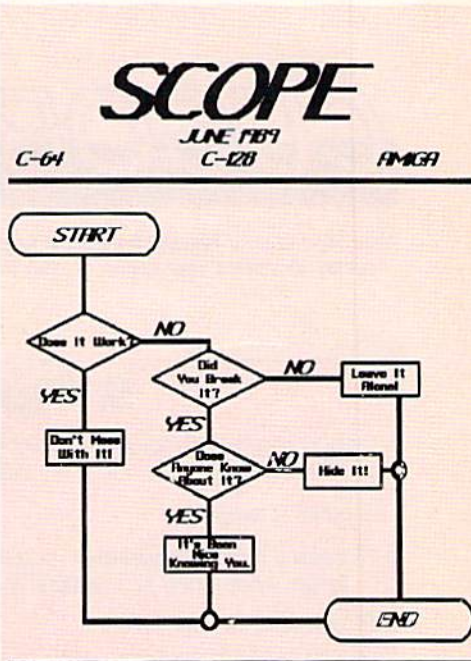 SCOPE
JUNE 1989
C-64 C-128 AMIGA
START
Does It Work?
NO
Did
You Break
It?
NO
Leave It
Alone!
YES
Don't Mess
With It!
YES
Does
Anyone Know
About It?
NO
Hide It!
YES
It's Been
Nice
Knowing You.
END